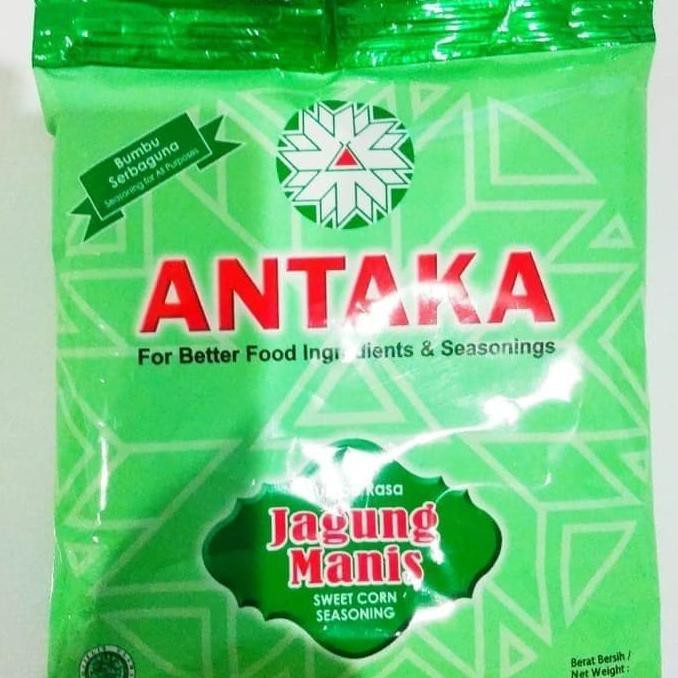 Bumbu
Serbaguna
Seasoning for All Purposes
ANTAKA
For Better Food Ingredients & Seasonings
Jagung
Manis
SWEET CORN
SEASONING
Berat Bersih /
Net Weight :